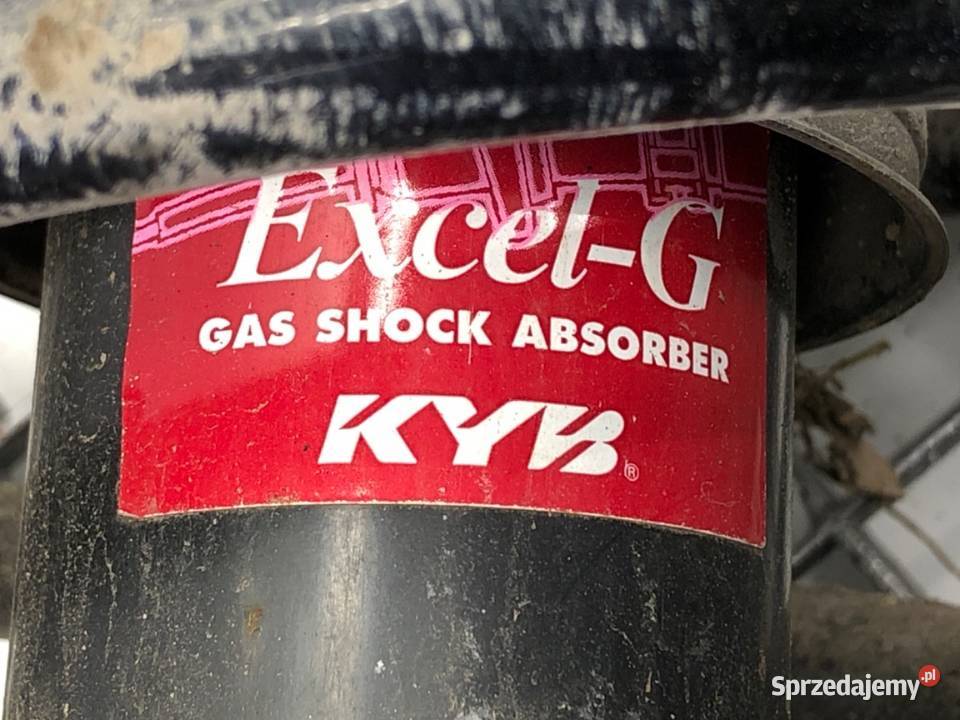 Excel-G
GAS SHOCK ABSORBER
KYB®
Sprzedajemy.pl